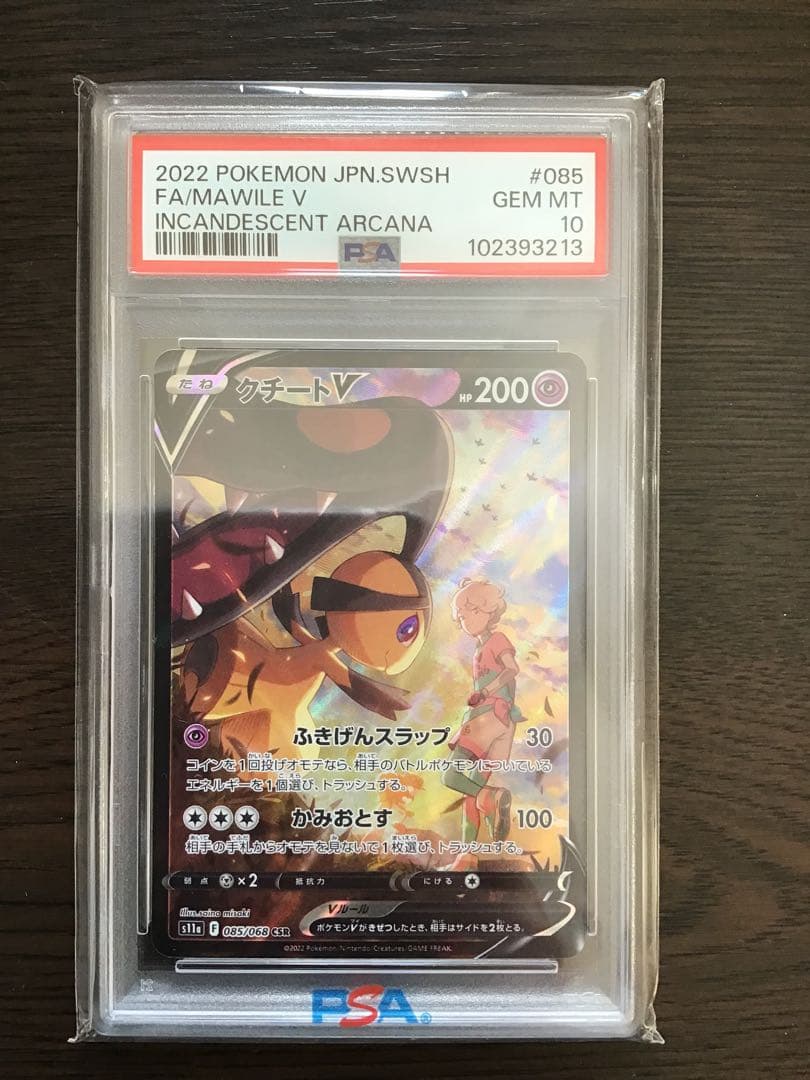 2022 POKEMON JPN.SWSH #085
FA/MAWILE V GEM MT
INCANDESCENT ARCANA 10
PSA 102393213
たね クチートV HP 200
ふきげんスラップ 30
コインを1回投げオモテなら、相手のバトルポケモンについている
エネルギーを1個選び、トラッシュする。
かみおとす 100
相手の手札からオモテを見ないで1枚選び、トラッシュする。
弱点 ×2 抵抗力 にげる
Illus.saino misaki
Vルール
ポケモンVがきぜつしたとき、相手はサイドを2枚とる。
s11a F 085/068 CSR
©2022 Pokémon/Nintendo/Creatures/GAME FREAK.
PSA®